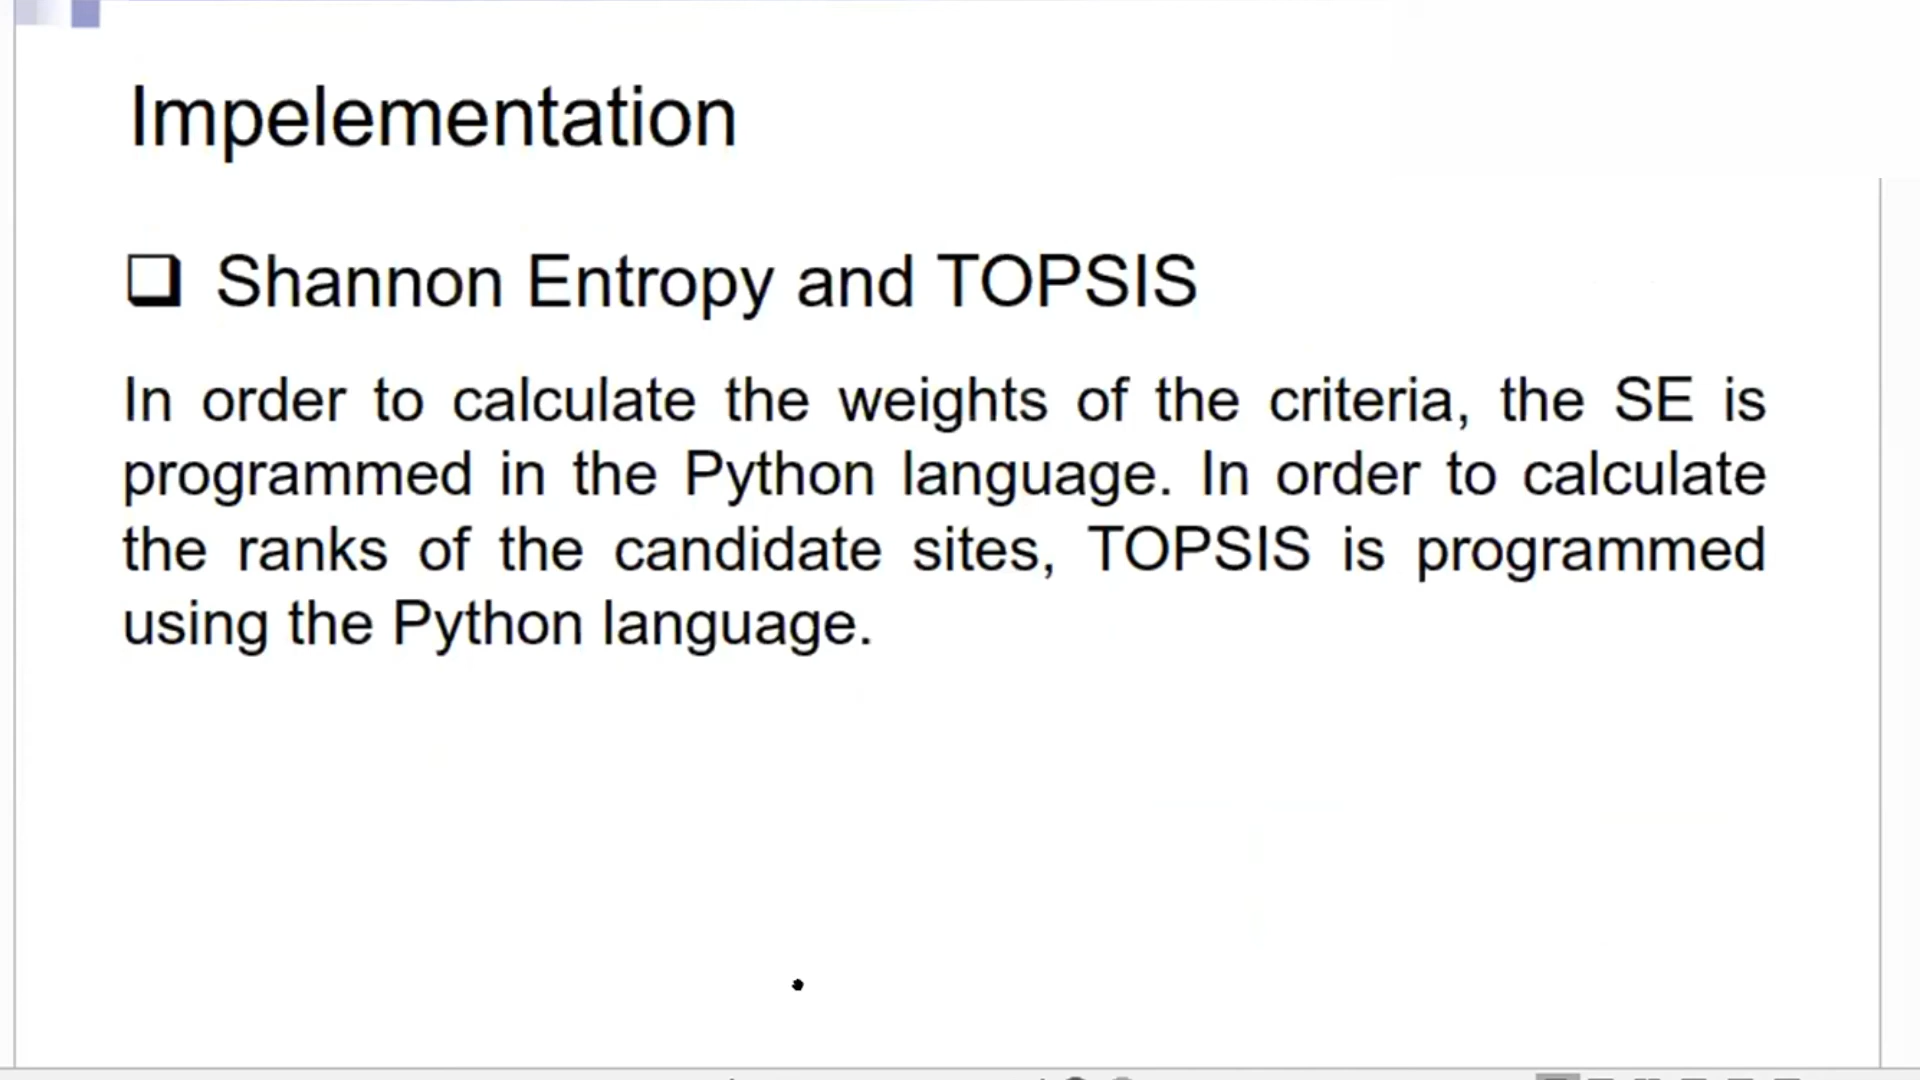 Impelementation
❑ Shannon Entropy and TOPSIS
In order to calculate the weights of the criteria, the SE is
programmed in the Python language. In order to calculate
the ranks of the candidate sites, TOPSIS is programmed
using the Python language.